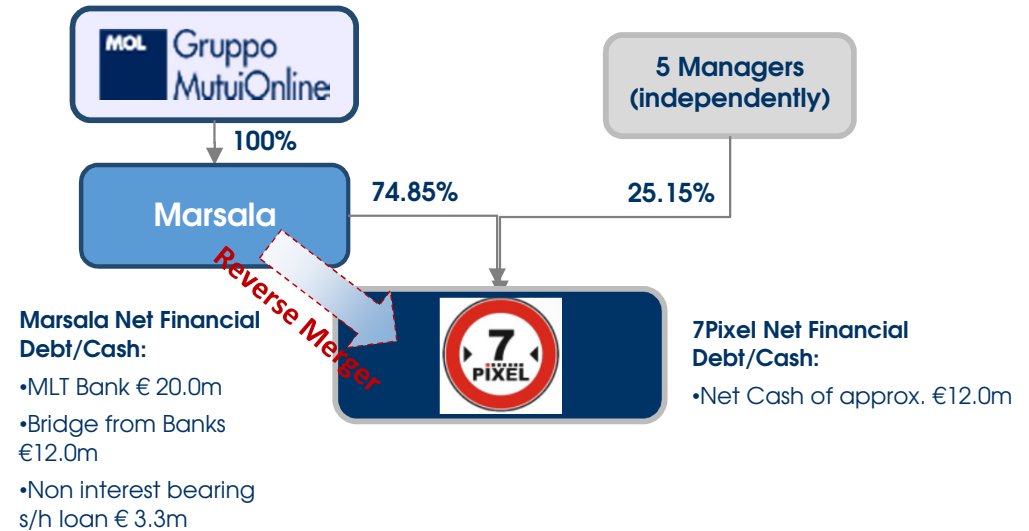 MOL Gruppo
MutuiOnline
5 Managers
(independently)
100%
Marsala
74.85%
25.15%
Reverse Merger
7
PIXEL
Marsala Net Financial
Debt/Cash:
•MLT Bank € 20.0m
•Bridge from Banks
€12.0m
•Non interest bearing
s/h loan € 3.3m
7Pixel Net Financial
Debt/Cash:
•Net Cash of approx. €12.0m